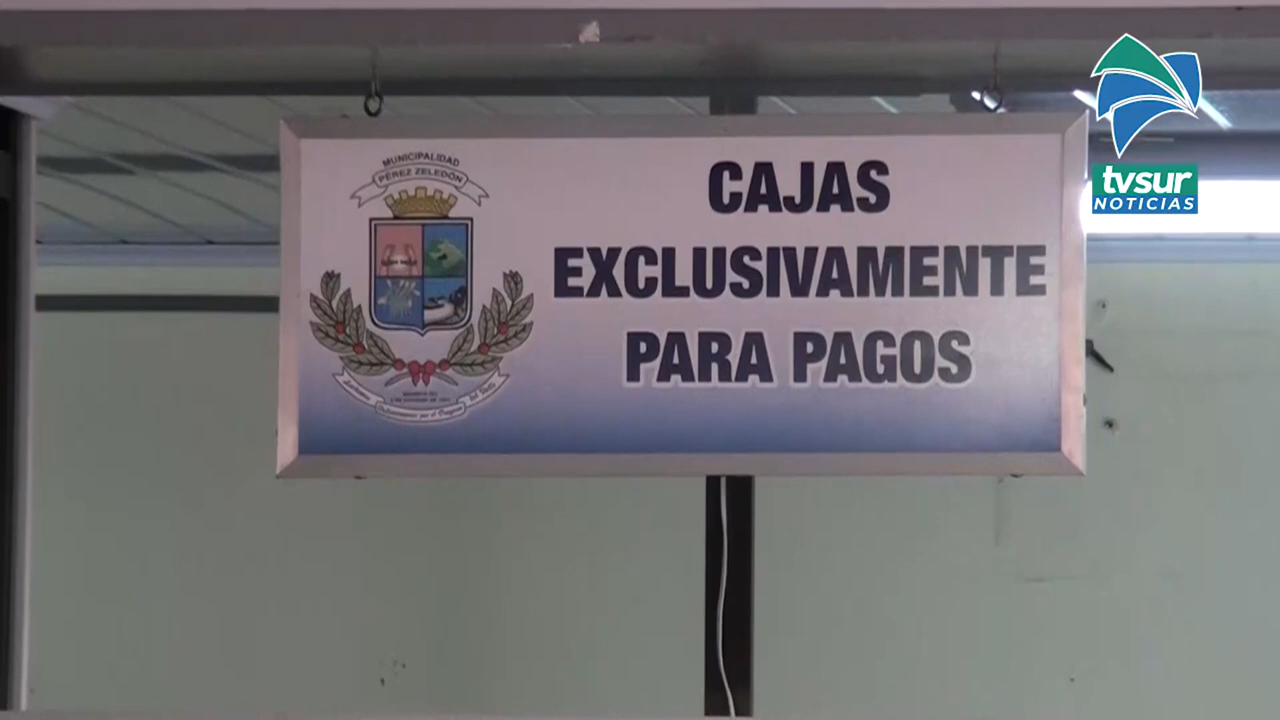 MUNICIPALIDAD
PÉREZ ZELEDÓN
CAJAS
EXCLUSIVAMENTE
PARA PAGOS
tvsur
NOTICIAS